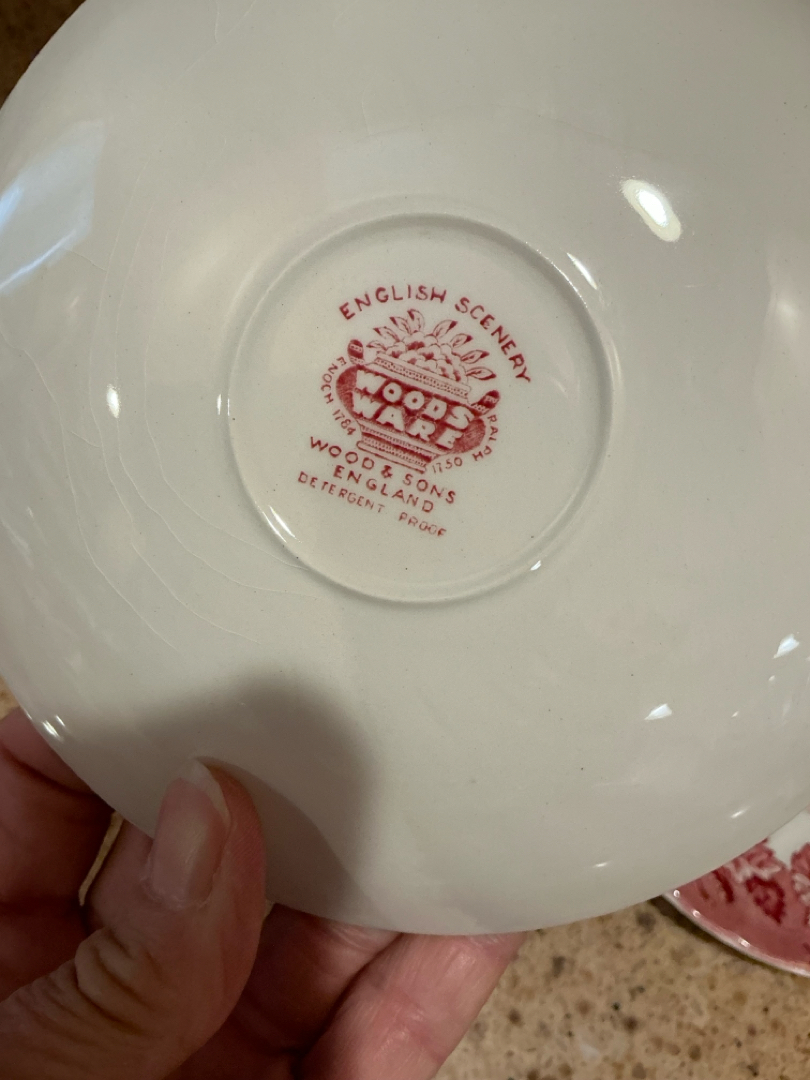 ENGLISH SCENERY
WOODS
WARE
ENOCH 1784
RALPH 1750
WOOD & SONS
ENGLAND
DETERGENT PROOF